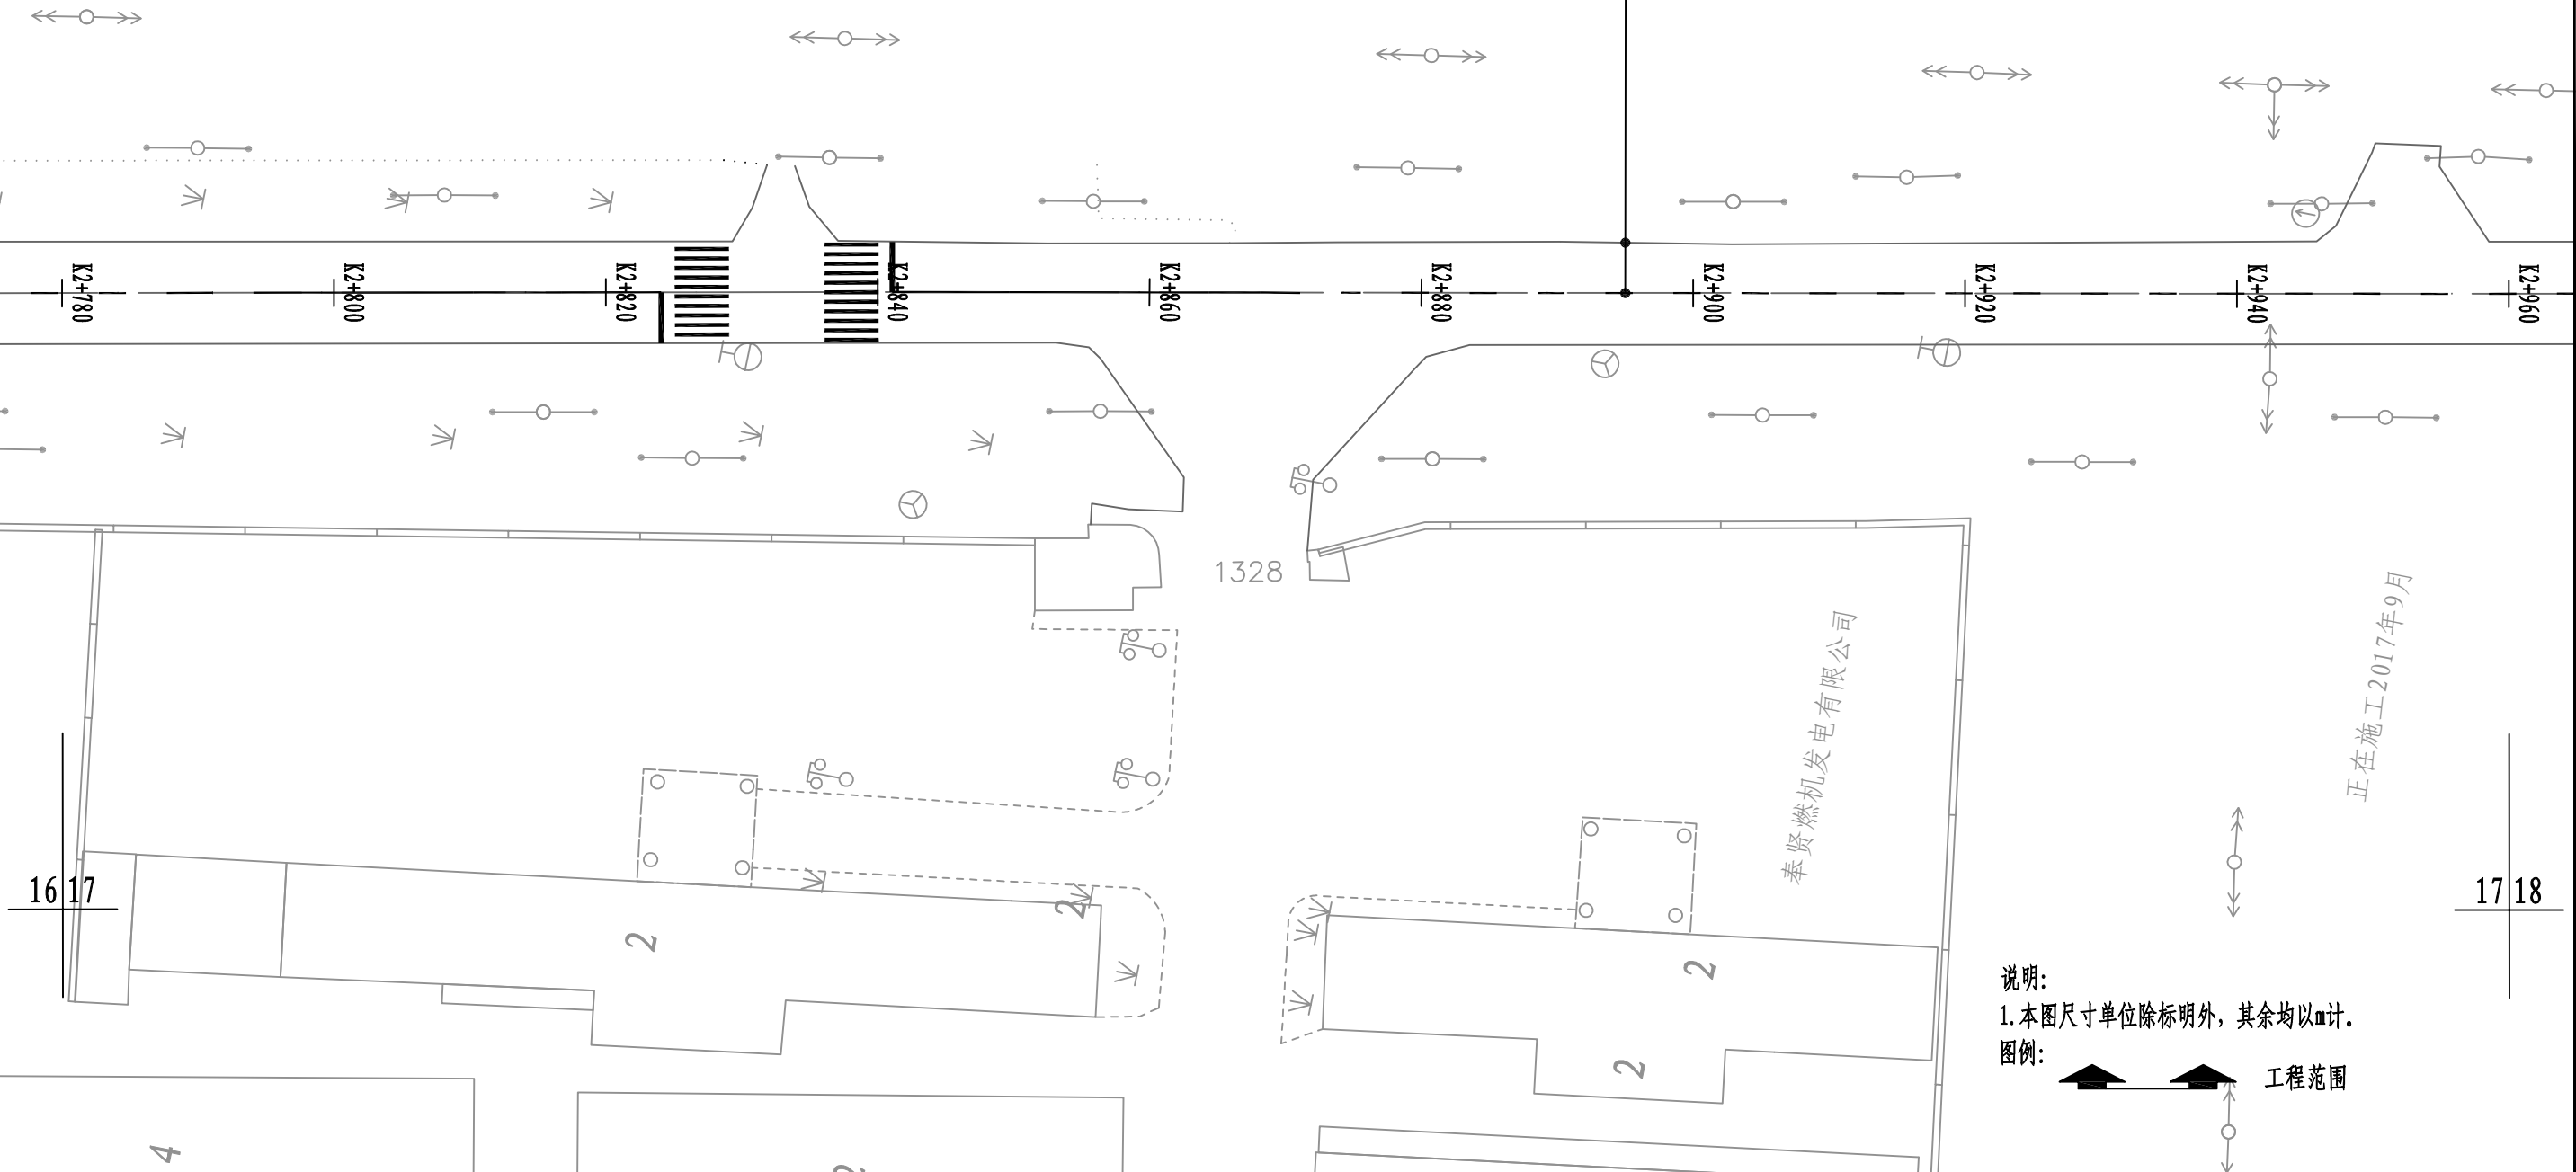 K2+780
K2+800
K2+820
K2+840
K2+860
K2+880
K2+900
K2+920
K2+940
K2+960
1328
奉贤燃机发电有限公司
正在施工2017年9月
16 17
17 18
2
2
2
2
说明：
1.本图尺寸单位除标明外，其余均以m计。
图例：
工程范围
4